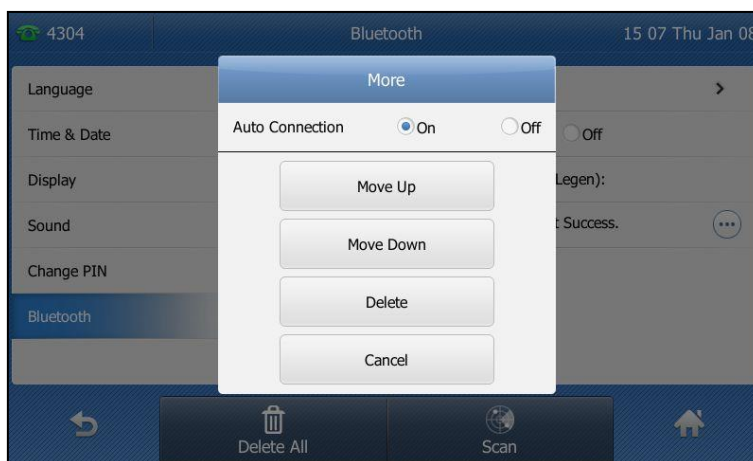 4304 Bluetooth 15 07 Thu Jan 08
More
Language
Auto Connection On Off
Time & Date Off
Move Up
Display Legen):
Sound t Success.
Move Down
Change PIN
Delete
Bluetooth
Cancel
Delete All Scan